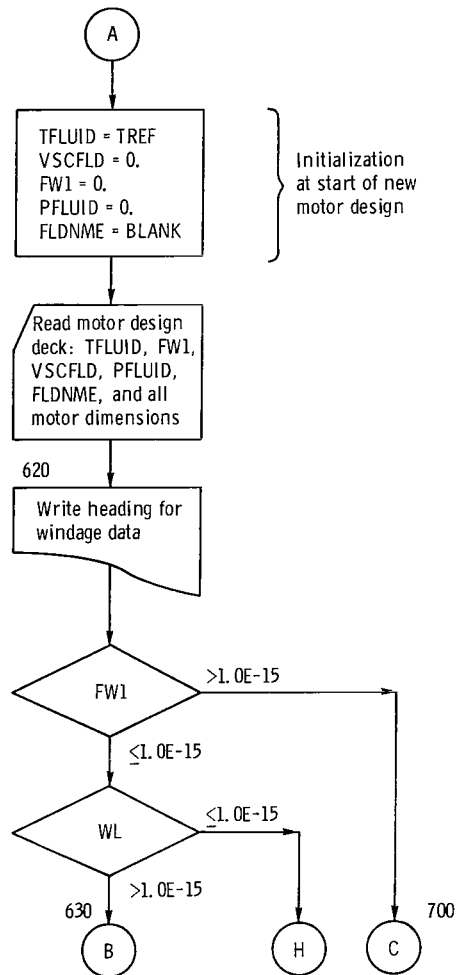 A
TFLUID = TREF
VSCFLD = 0.
FW1 = 0.
PFLUID = 0.
FLDNME = BLANK
Initialization
at start of new
motor design
Read motor design
deck: TFLUID, FW1,
VSCFLD, PFLUID,
FLDNME, and all
motor dimensions
620
Write heading for
windage data
FW1
>1.0E-15
≤1.0E-15
WL
≤1.0E-15
>1.0E-15
630
700
B
H
C